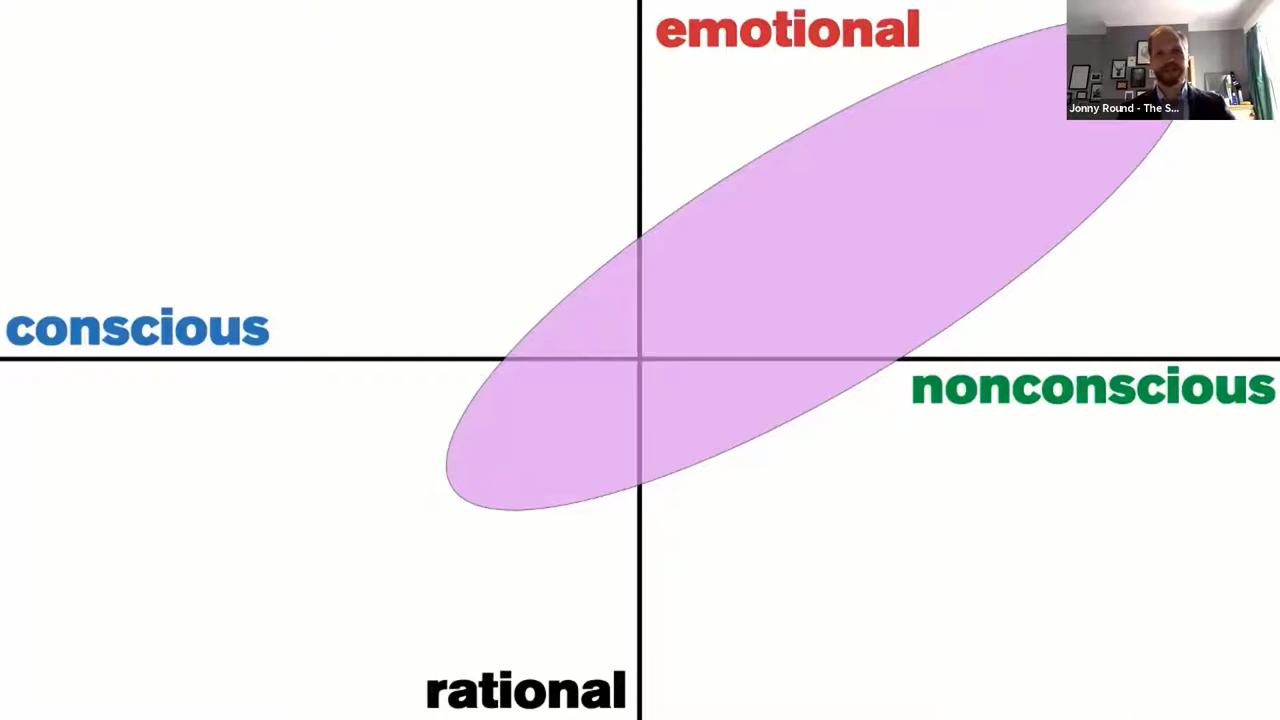 emotional
Jonny Round - The S...
conscious
nonconscious
rational